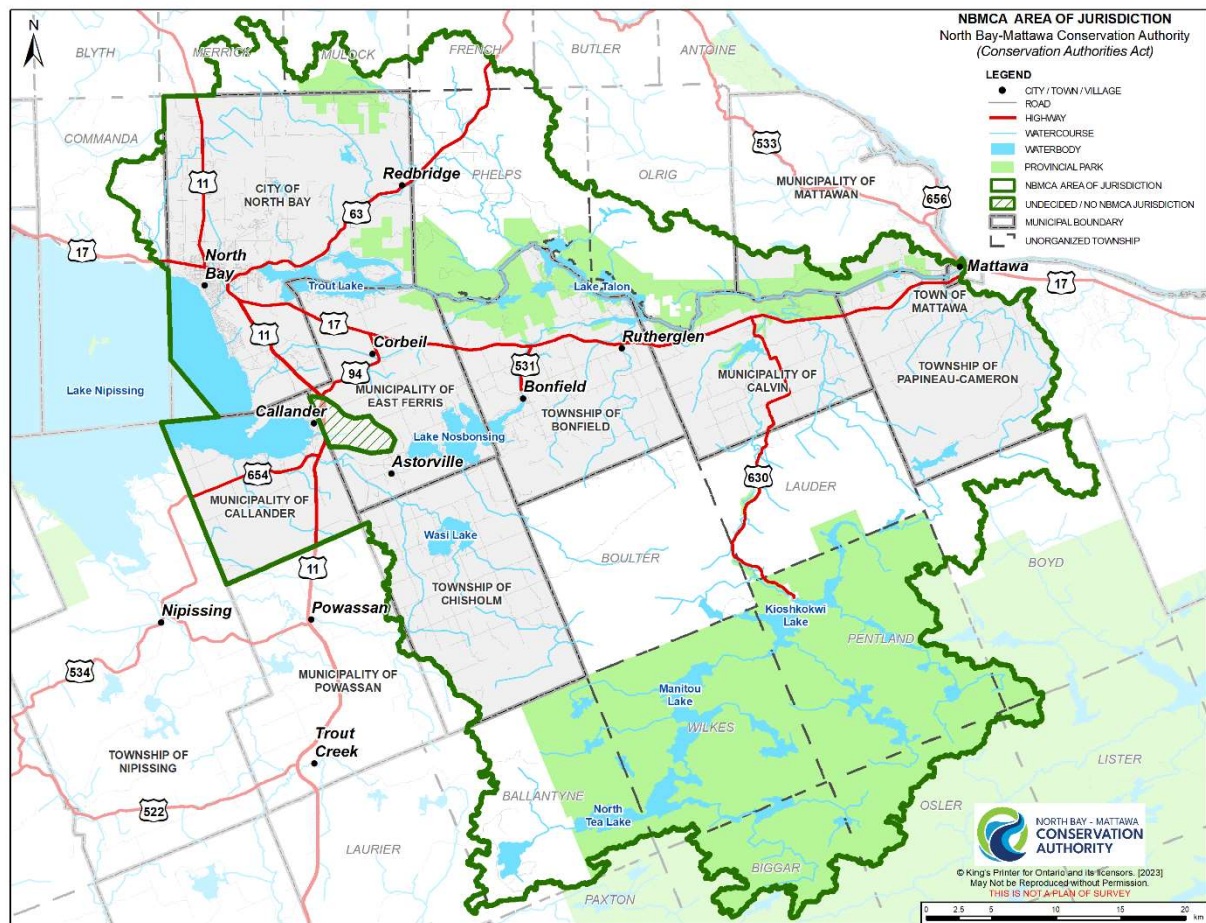 NBMCA AREA OF JURISDICTION
North Bay-Mattawa Conservation Authority
(Conservation Authorities Act)
LEGEND
CITY / TOWN / VILLAGE
ROAD
HIGHWAY
WATERCOURSE
WATERBODY
PROVINCIAL PARK
NBMCA AREA OF JURISDICTION
UNDECIDED / NO NBMCA JURISDICTION
MUNICIPAL BOUNDARY
UNORGANIZED TOWNSHIP
N
BLYTH
MERRICK
MULOCK
FRENCH
BUTLER
ANTOINE
COMMANDA
11
CITY OF
NORTH BAY
Redbridge
63
PHELPS
OLRIG
533
MUNICIPALITY OF
MATTAWAN
656
17
North
Bay
Trout Lake
Lake Talon
Mattawa
17
TOWN OF
MATTAWA
11
17
Corbeil
94
MUNICIPALITY OF
EAST FERRIS
531
Bonfield
TOWNSHIP OF
BONFIELD
Rutherglen
MUNICIPALITY OF
CALVIN
TOWNSHIP OF
PAPINEAU-CAMERON
Lake Nipissing
Callander
Lake Nosbonsing
Astorville
654
MUNICIPALITY OF
CALLANDER
630
LAUDER
Wasi Lake
BOULTER
BOYD
11
TOWNSHIP OF
CHISHOLM
Nipissing
Powassan
Kioshkokwi
Lake
PENTLAND
534
MUNICIPALITY OF
POWASSAN
Manitou
Lake
WILKES
TOWNSHIP OF
NIPISSING
Trout
Creek
LISTER
522
BALLANTYNE
North
Tea Lake
OSLER
LAURIER
BIGGAR
PAXTON
NORTH BAY - MATTAWA
CONSERVATION
AUTHORITY
© King's Printer for Ontario and its licensors. [2023]
May Not be Reproduced without Permission.
THIS IS NOT A PLAN OF SURVEY
0 2.5 5 10 15 20
km